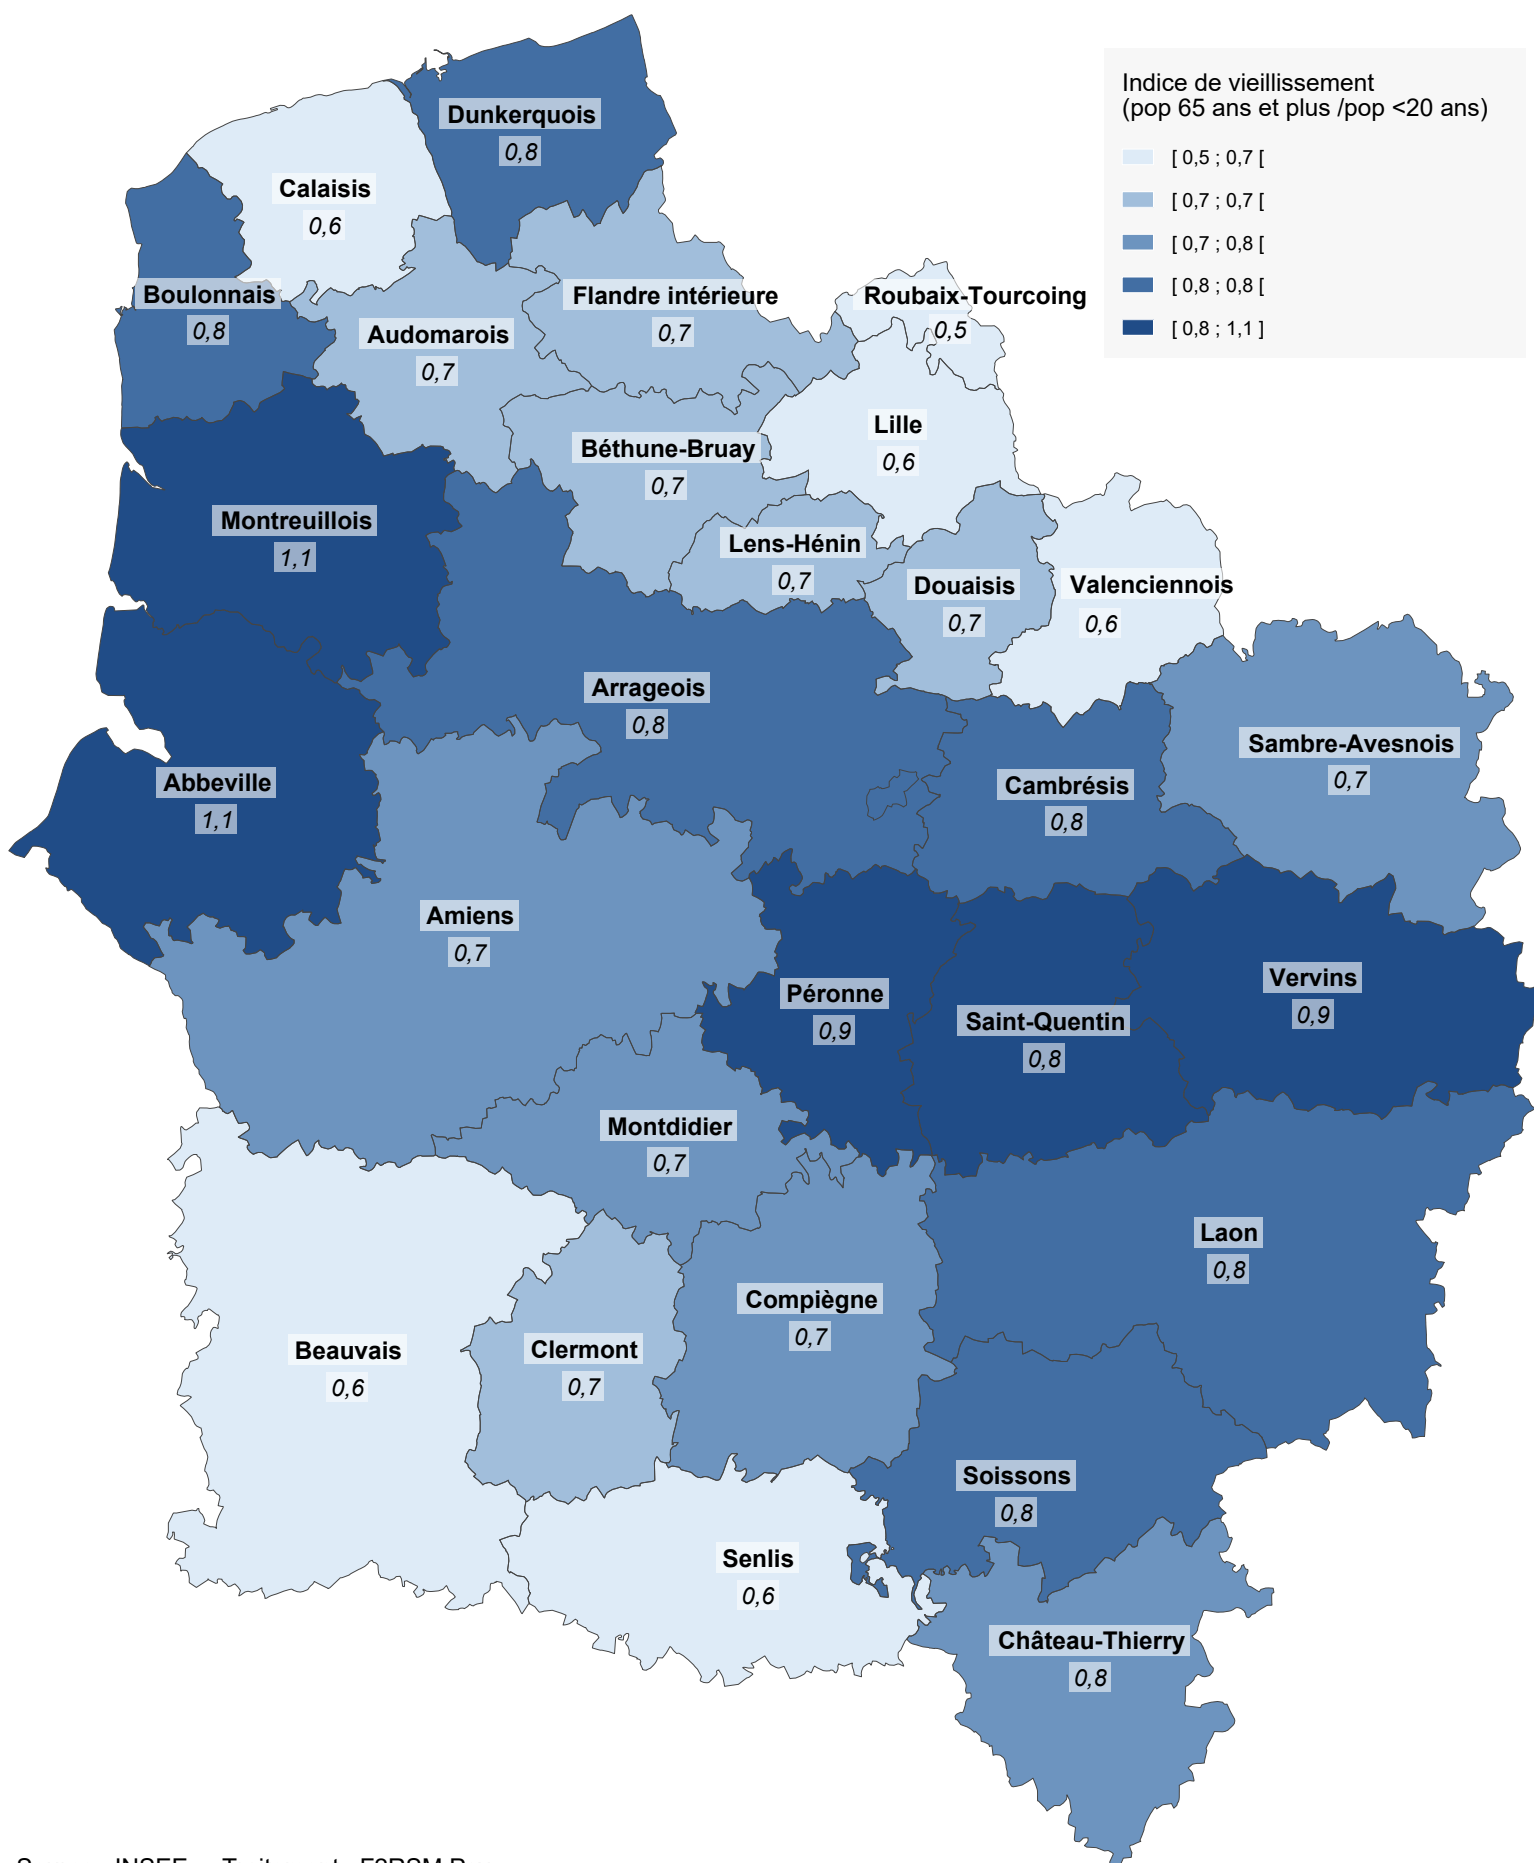 Indice de vieillissement
(pop 65 ans et plus /pop <20 ans)
[ 0,5 ; 0,7 [
[ 0,7 ; 0,7 [
[ 0,7 ; 0,8 [
[ 0,8 ; 0,8 [
[ 0,8 ; 1,1 ]
Dunkerquois
0,8
Calaisis
0,6
Boulonnais
0,8
Audomarois
0,7
Flandre intérieure
0,7
Roubaix-Tourcoing
0,5
Lille
0,6
Béthune-Bruay
0,7
Montreuillois
1,1
Lens-Hénin
0,7
Douaisis
0,7
Valenciennois
0,6
Arrageois
0,8
Sambre-Avesnois
0,7
Abbeville
1,1
Cambrésis
0,8
Amiens
0,7
Péronne
0,9
Saint-Quentin
0,8
Vervins
0,9
Montdidier
0,7
Laon
0,8
Compiègne
0,7
Beauvais
0,6
Clermont
0,7
Soissons
0,8
Senlis
0,6
Château-Thierry
0,8